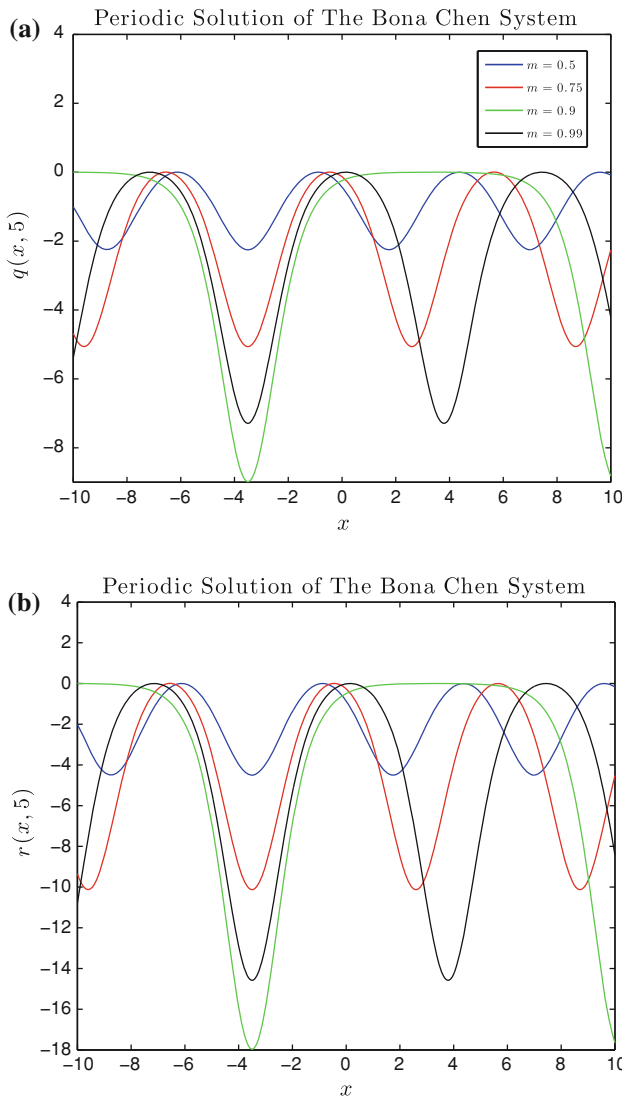 (a)
Periodic Solution of The Bona Chen System
4
2
0
−2
−4
−6
−8
q(x, 5)
m = 0.5
m = 0.75
m = 0.9
m = 0.99
−10 −8 −6 −4 −2 0 2 4 6 8 10
x
(b)
Periodic Solution of The Bona Chen System
4
2
0
−2
−4
−6
−8
−10
−12
−14
−16
−18
r(x, 5)
−10 −8 −6 −4 −2 0 2 4 6 8 10
x